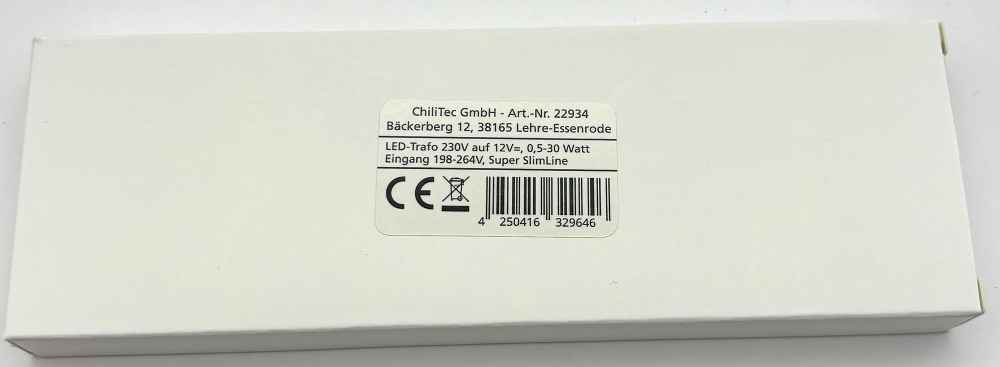 ChiliTec GmbH - Art.-Nr. 22934
Bäckerberg 12, 38165 Lehre-Essenrode
LED-Trafo 230V auf 12V=, 0,5-30 Watt
Eingang 198-264V, Super SlimLine
CE
4 250416 329646